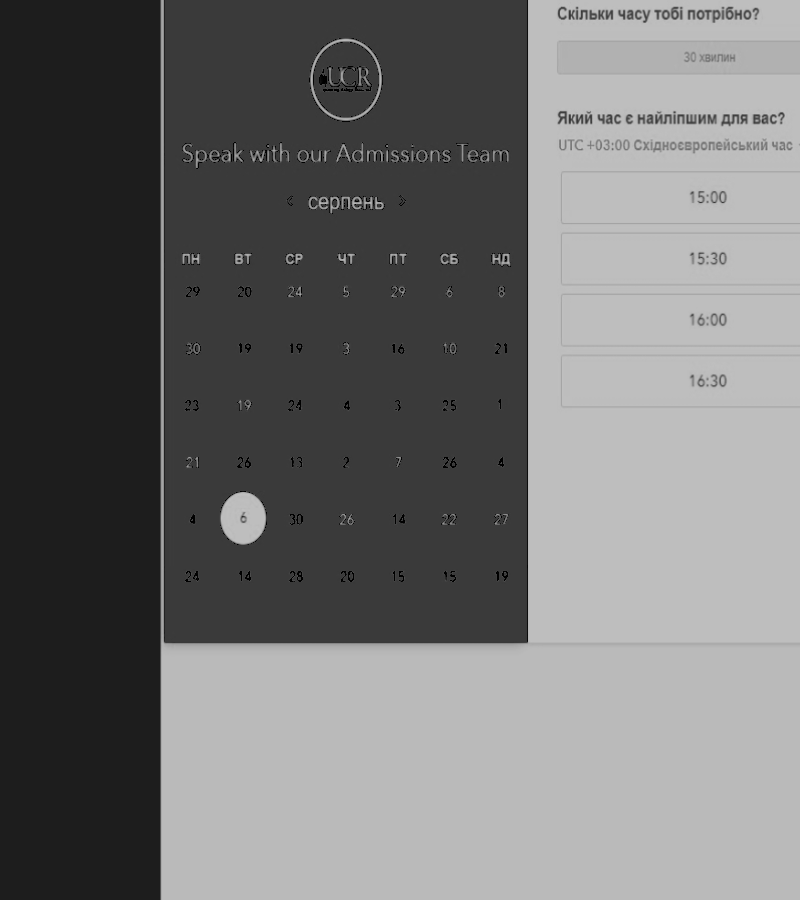 UCR
Speak with our Admissions Team
серпень
ПН ВТ СР ЧТ ПТ СБ НД
29 20 24 5 29 6 8
30 19 19 3 16 10 21
23 19 24 4 3 25 1
21 26 13 2 7 26 4
4 6 30 26 14 22 27
24 14 28 20 15 15 19
Скільки часу тобі потрібно?
30 хвилин
Який час є найліпшим для вас?
UTC +03:00 Східноєвропейський час
15:00
15:30
16:00
16:30